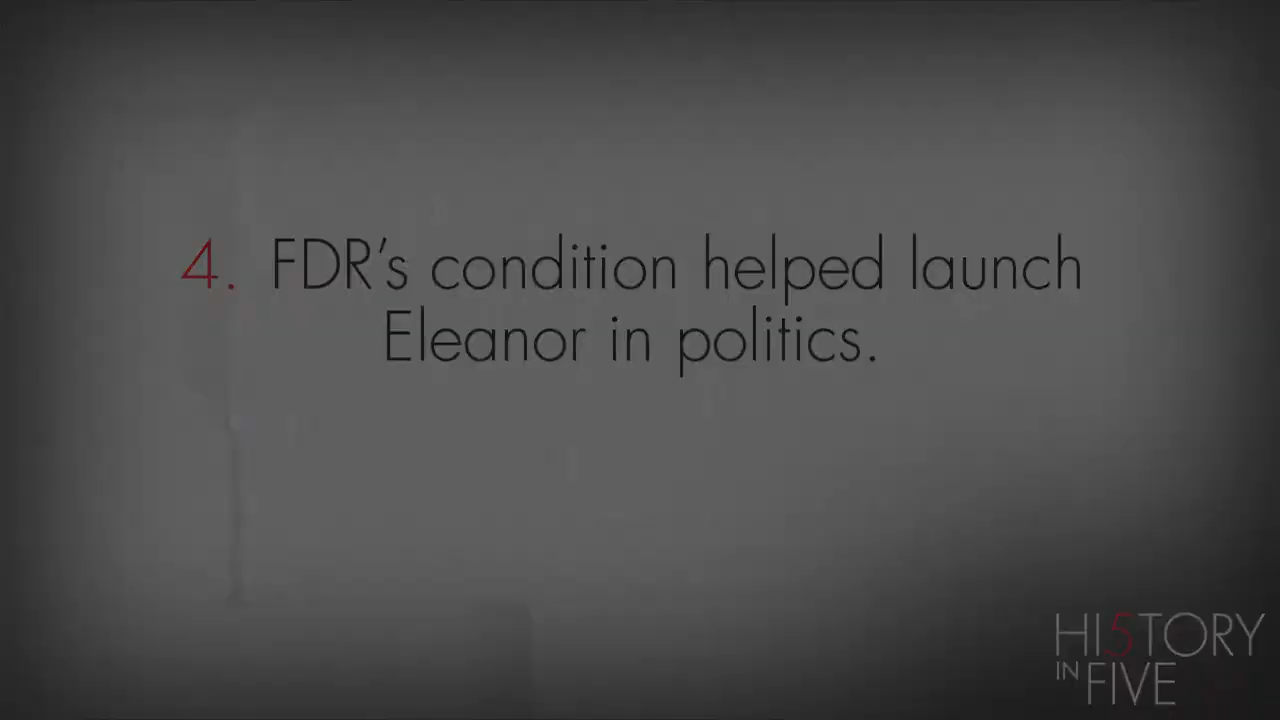 4. FDR's condition helped launch
Eleanor in politics.
HI5TORY
IN FIVE